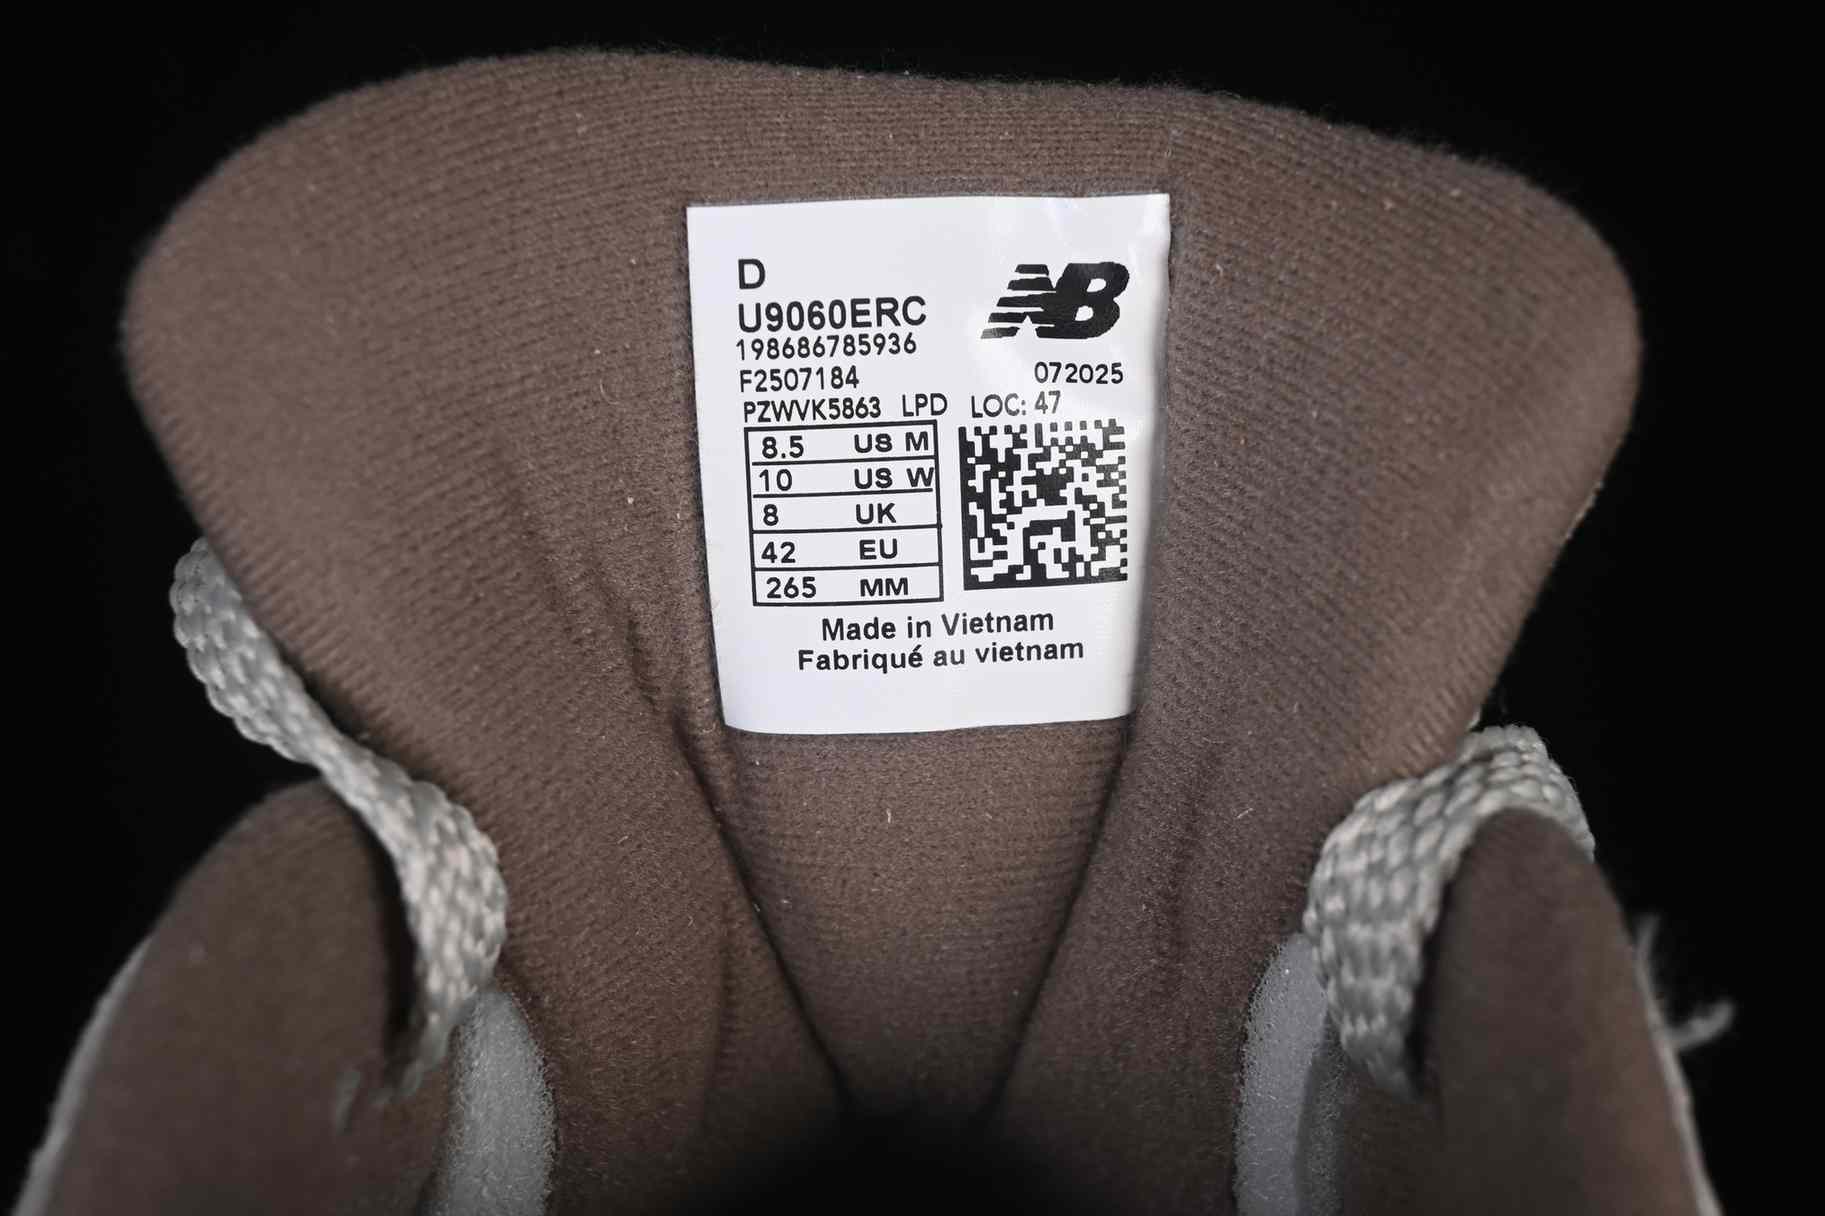 D
U9060ERC
NB
198686785936
F2507184 072025
PZWVK5863 LPD LOC: 47
8.5 US M
10 US W
8 UK
42 EU
265 MM
Made in Vietnam
Fabriqué au vietnam